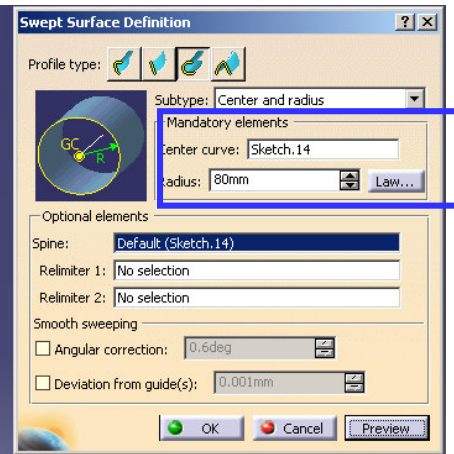 Swept Surface Definition
Profile type:
Subtype: Center and radius
Mandatory elements
Center curve: Sketch.14
Radius: 80mm Law...
GC
R
Optional elements
Spine: Default (Sketch.14)
Relimiter 1: No selection
Relimiter 2: No selection
Smooth sweeping
Angular correction: 0.6deg
Deviation from guide(s): 0.001mm
OK Cancel Preview